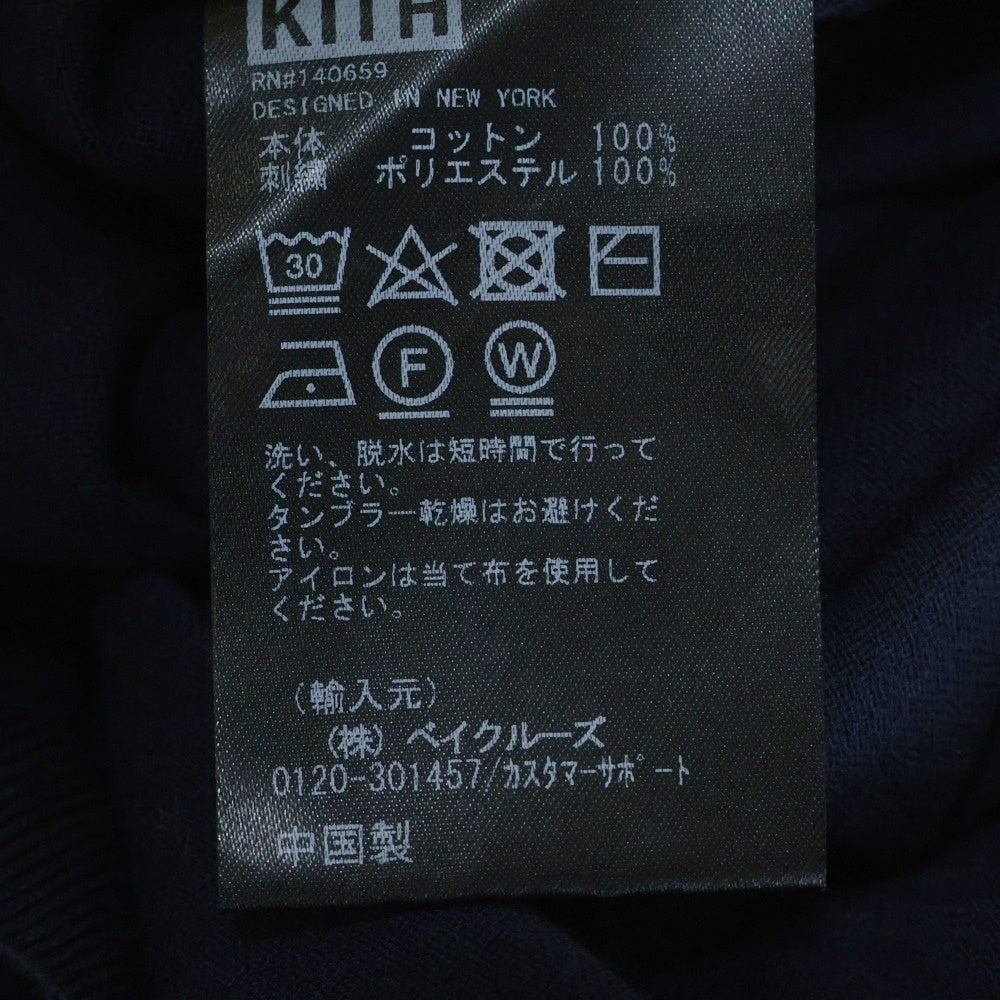 KITH
RN#140659
DESIGNED IN NEW YORK
本体 コットン 100%
刺繍 ポリエステル 100%
30
F W
洗い、脱水は短時間で行って
ください。
タンブラー乾燥はお避けくだ
さい。
アイロンは当て布を使用して
ください。
(輸入元)
(株) ベイクルーズ
0120-301457/カスタマーサポート
中国製